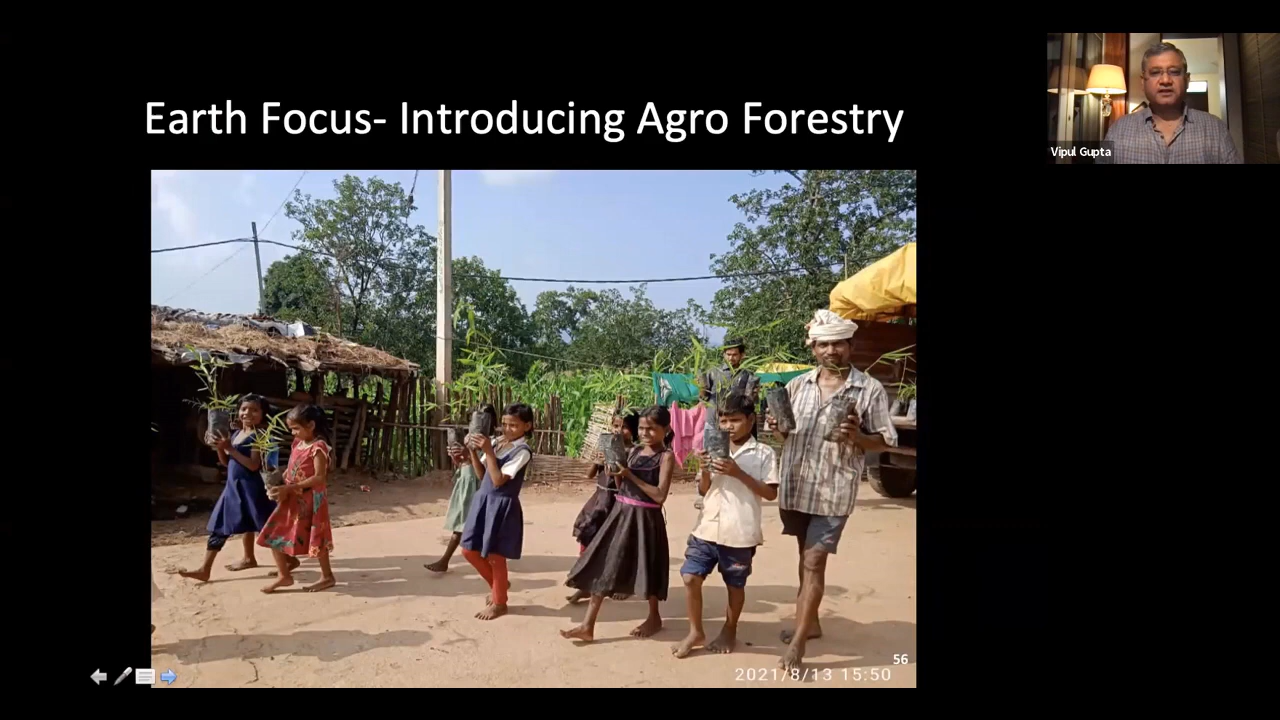 Earth Focus- Introducing Agro Forestry
Vipul Gupta
56
2021/8/13 15:50